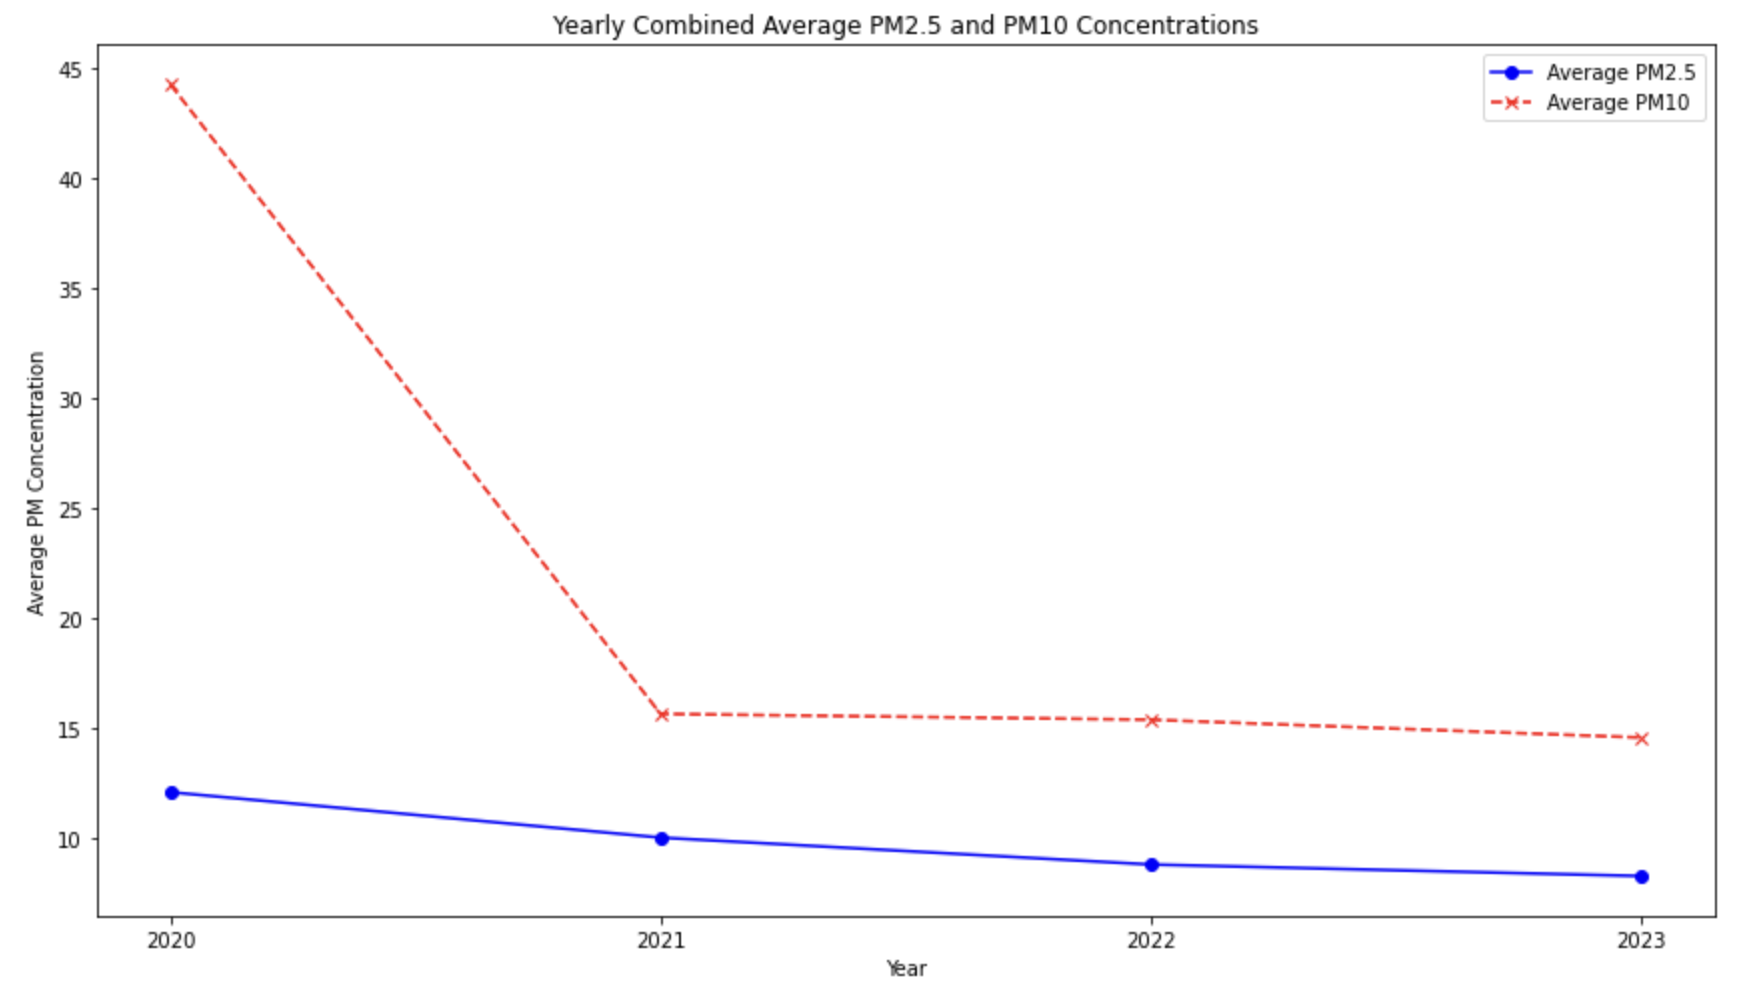 Yearly Combined Average PM2.5 and PM10 Concentrations
Average PM2.5
Average PM10
45
40
35
30
25
20
15
10
Average PM Concentration
2020
2021
2022
2023
Year